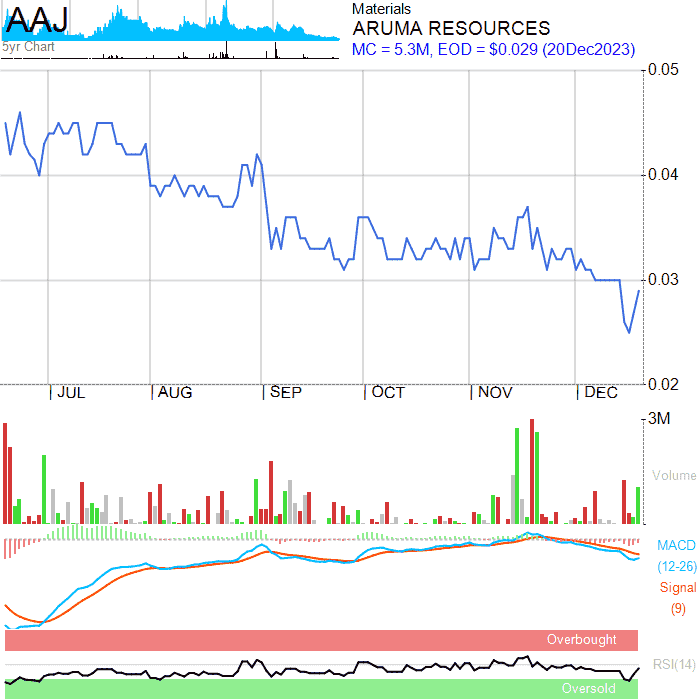 AAJ
5yr Chart
Materials
ARUMA RESOURCES
MC = 5.3M, EOD = $0.029 (20Dec2023)
0.05
0.04
0.03
0.02
JUL AUG SEP OCT NOV DEC
3M
Volume
MACD
(12-26)
Signal
(9)
Overbought
RSI(14)
Oversold